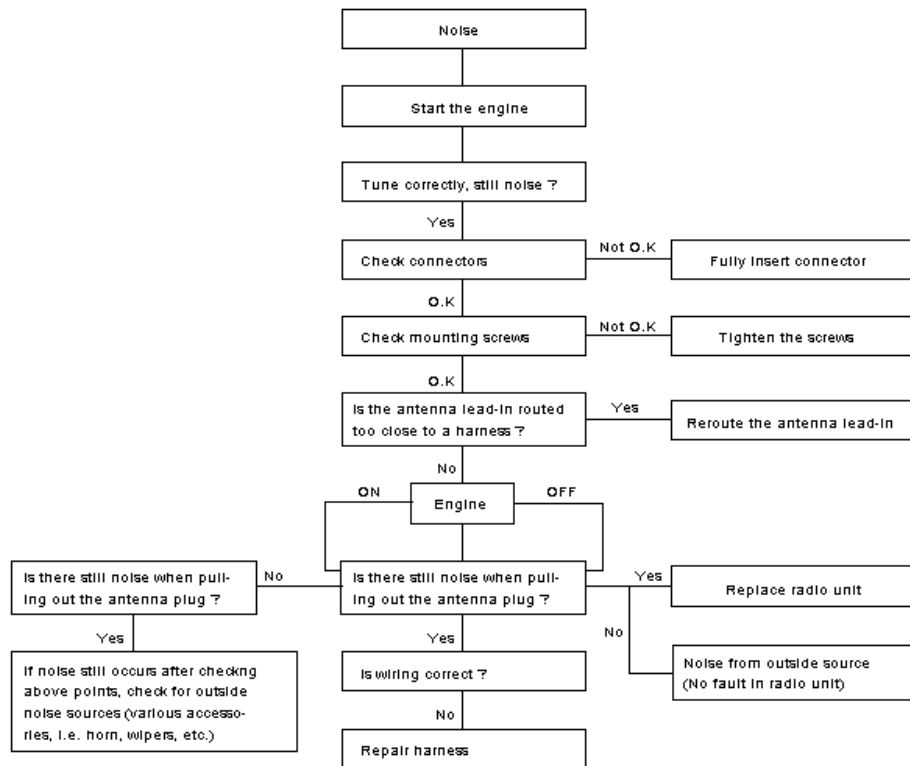 Noise
Start the engine
Tune correctly, still noise ?
Yes
Check connectors
Not O.K
Fully insert connector
O.K
Check mounting screws
Not O.K
Tighten the screws
O.K
Is the antenna lead-in routed
too close to a harness ?
Yes
Reroute the antenna lead-in
No
ON
Engine
OFF
Is there still noise when pull-
ing out the antenna plug ?
No
Is there still noise when pull-
ing out the antenna plug ?
Yes
Replace radio unit
No
Noise from outside source
(No fault in radio unit)
Yes
If noise still occurs after checkng
above points, check for outside
noise sources (various accesso-
ries, i.e. horn, wipers, etc.)
Yes
Is wiring correct ?
No
Repair harness